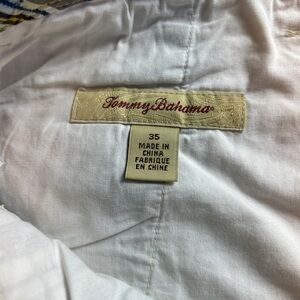 Tommy Bahama®
35
MADE IN
CHINA
FABRIQUE
EN CHINE